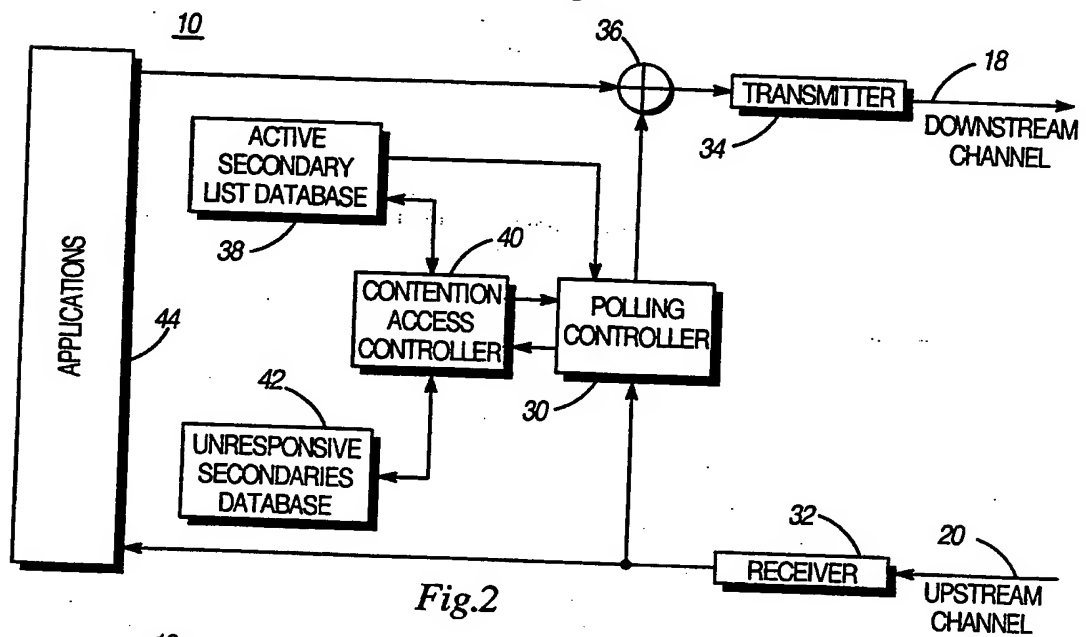 10
36
18
TRANSMITTER
34
DOWNSTREAM
CHANNEL
ACTIVE
SECONDARY
LIST DATABASE
38
40
CONTENTION
ACCESS
CONTROLLER
POLLING
CONTROLLER
30
APPLICATIONS
44
42
UNRESPONSIVE
SECONDARIES
DATABASE
32
RECEIVER
20
UPSTREAM
CHANNEL
Fig.2